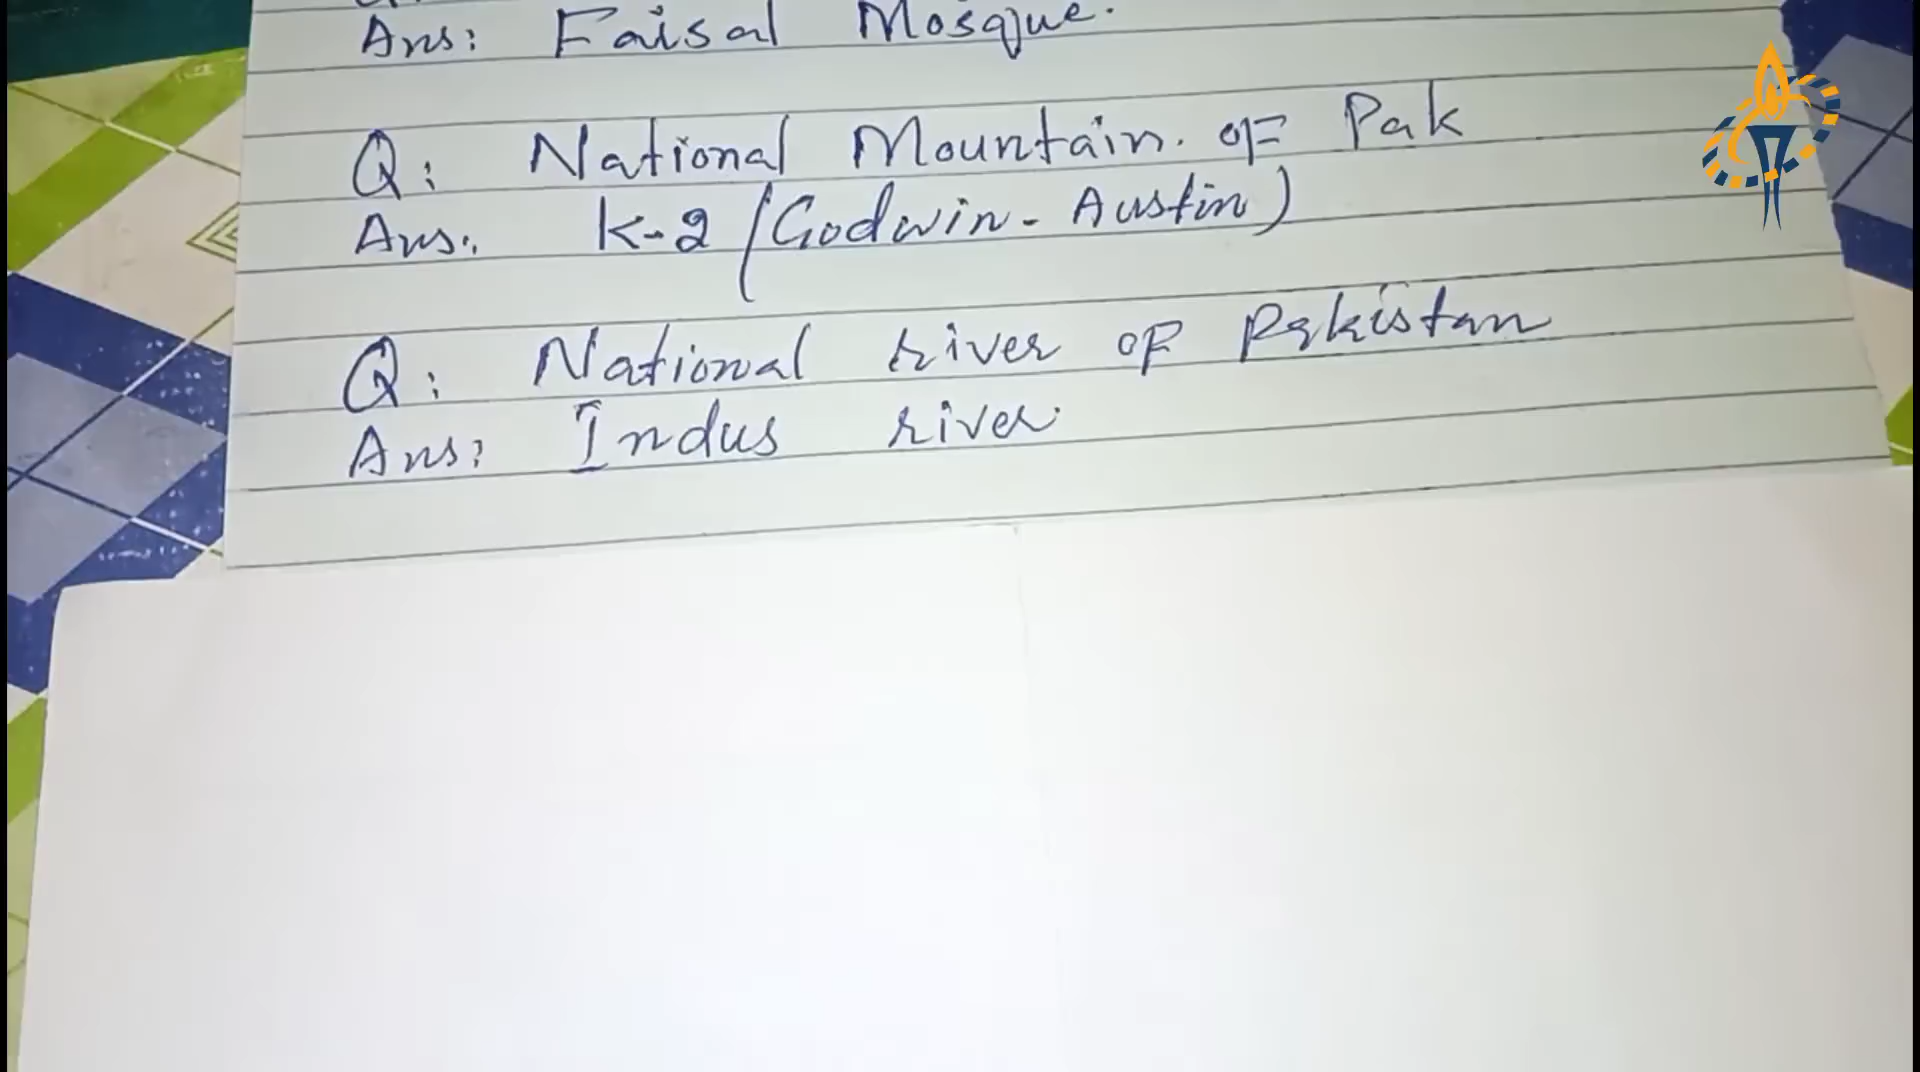 Ans: Faisal Mosque.
Q: National Mountain. of Pak
Ans: K-2 (Godwin-Austin)
Q: National river of Pakistan
Ans: Indus river